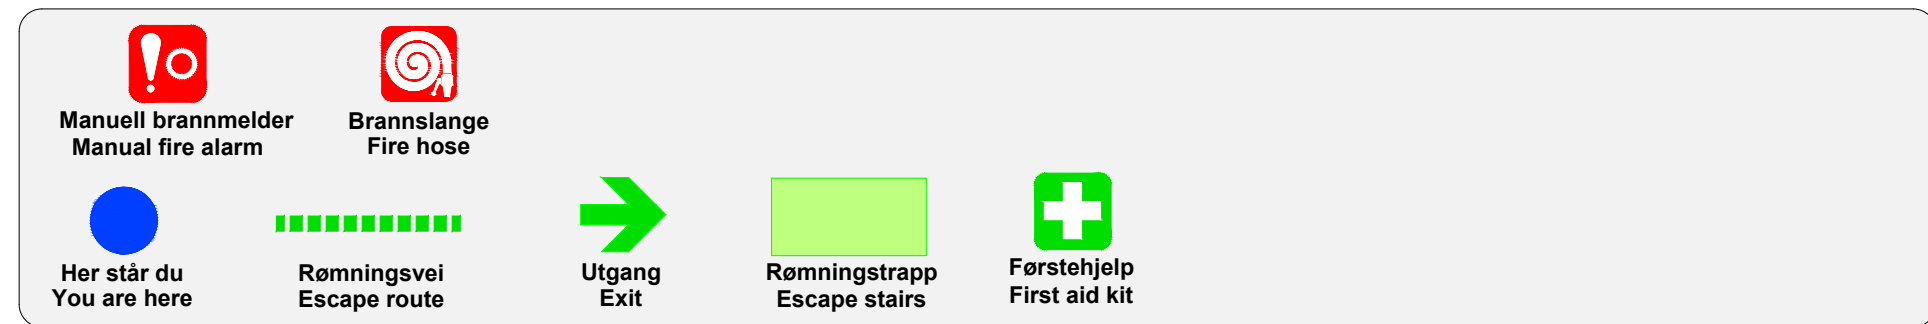 Manuell brannmelder
Manual fire alarm
Brannslange
Fire hose
Her står du
You are here
Rømningsvei
Escape route
Utgang
Exit
Rømningstrapp
Escape stairs
Førstehjelp
First aid kit